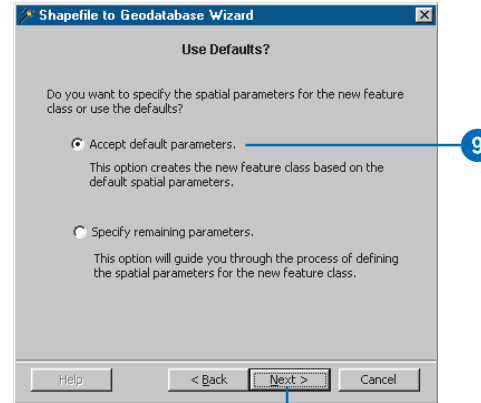 Shapefile to Geodatabase Wizard
Use Defaults?
Do you want to specify the spatial parameters for the new feature
class or use the defaults?
Accept default parameters.
9
This option creates the new feature class based on the
default spatial parameters.
Specify remaining parameters.
This option will guide you through the process of defining
the spatial parameters for the new feature class.
Help
< Back
Next >
Cancel